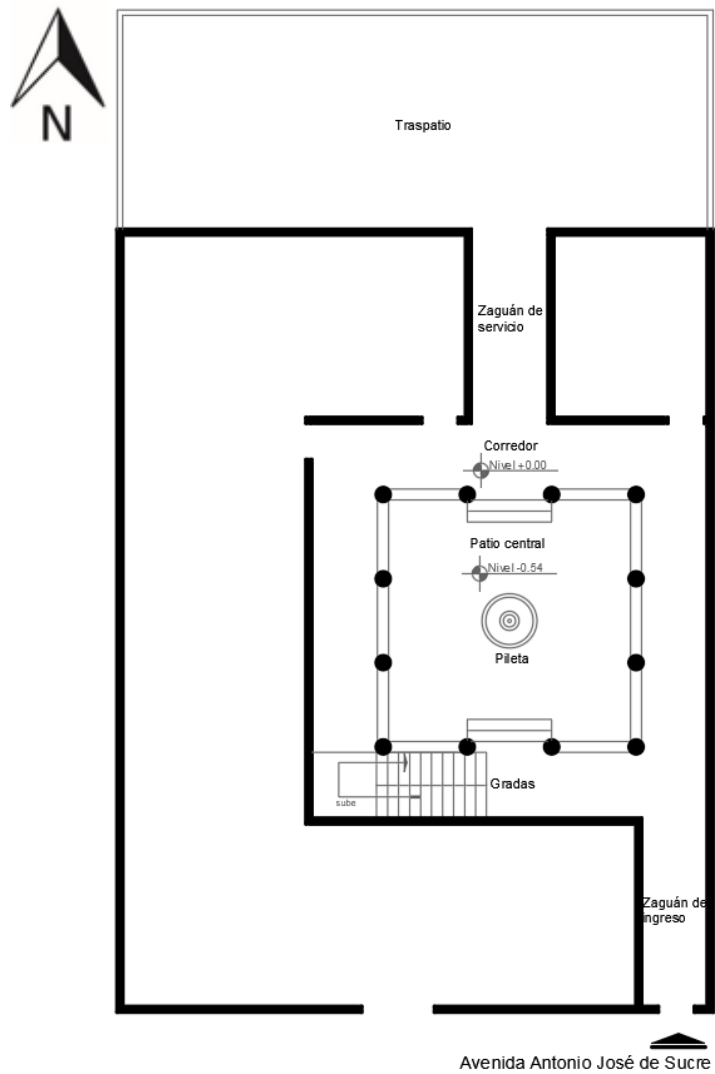 N
Traspatio
Zaguán de
servicio
Corredor
Nivel +0.00
Patio central
Nivel -0.54
Pileta
Gradas
sube
Zaguán de
ingreso
Avenida Antonio José de Sucre